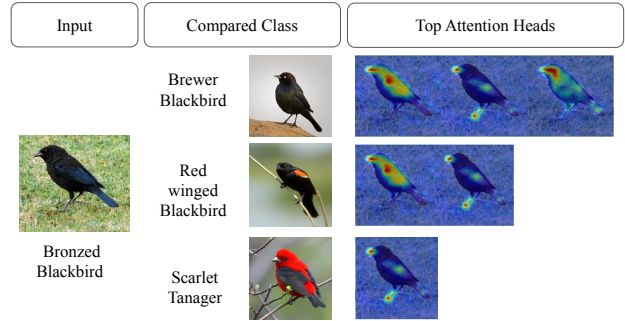 Input
Compared Class
Top Attention Heads
Brewer
Blackbird
Red
winged
Blackbird
Bronzed
Blackbird
Scarlet
Tanager